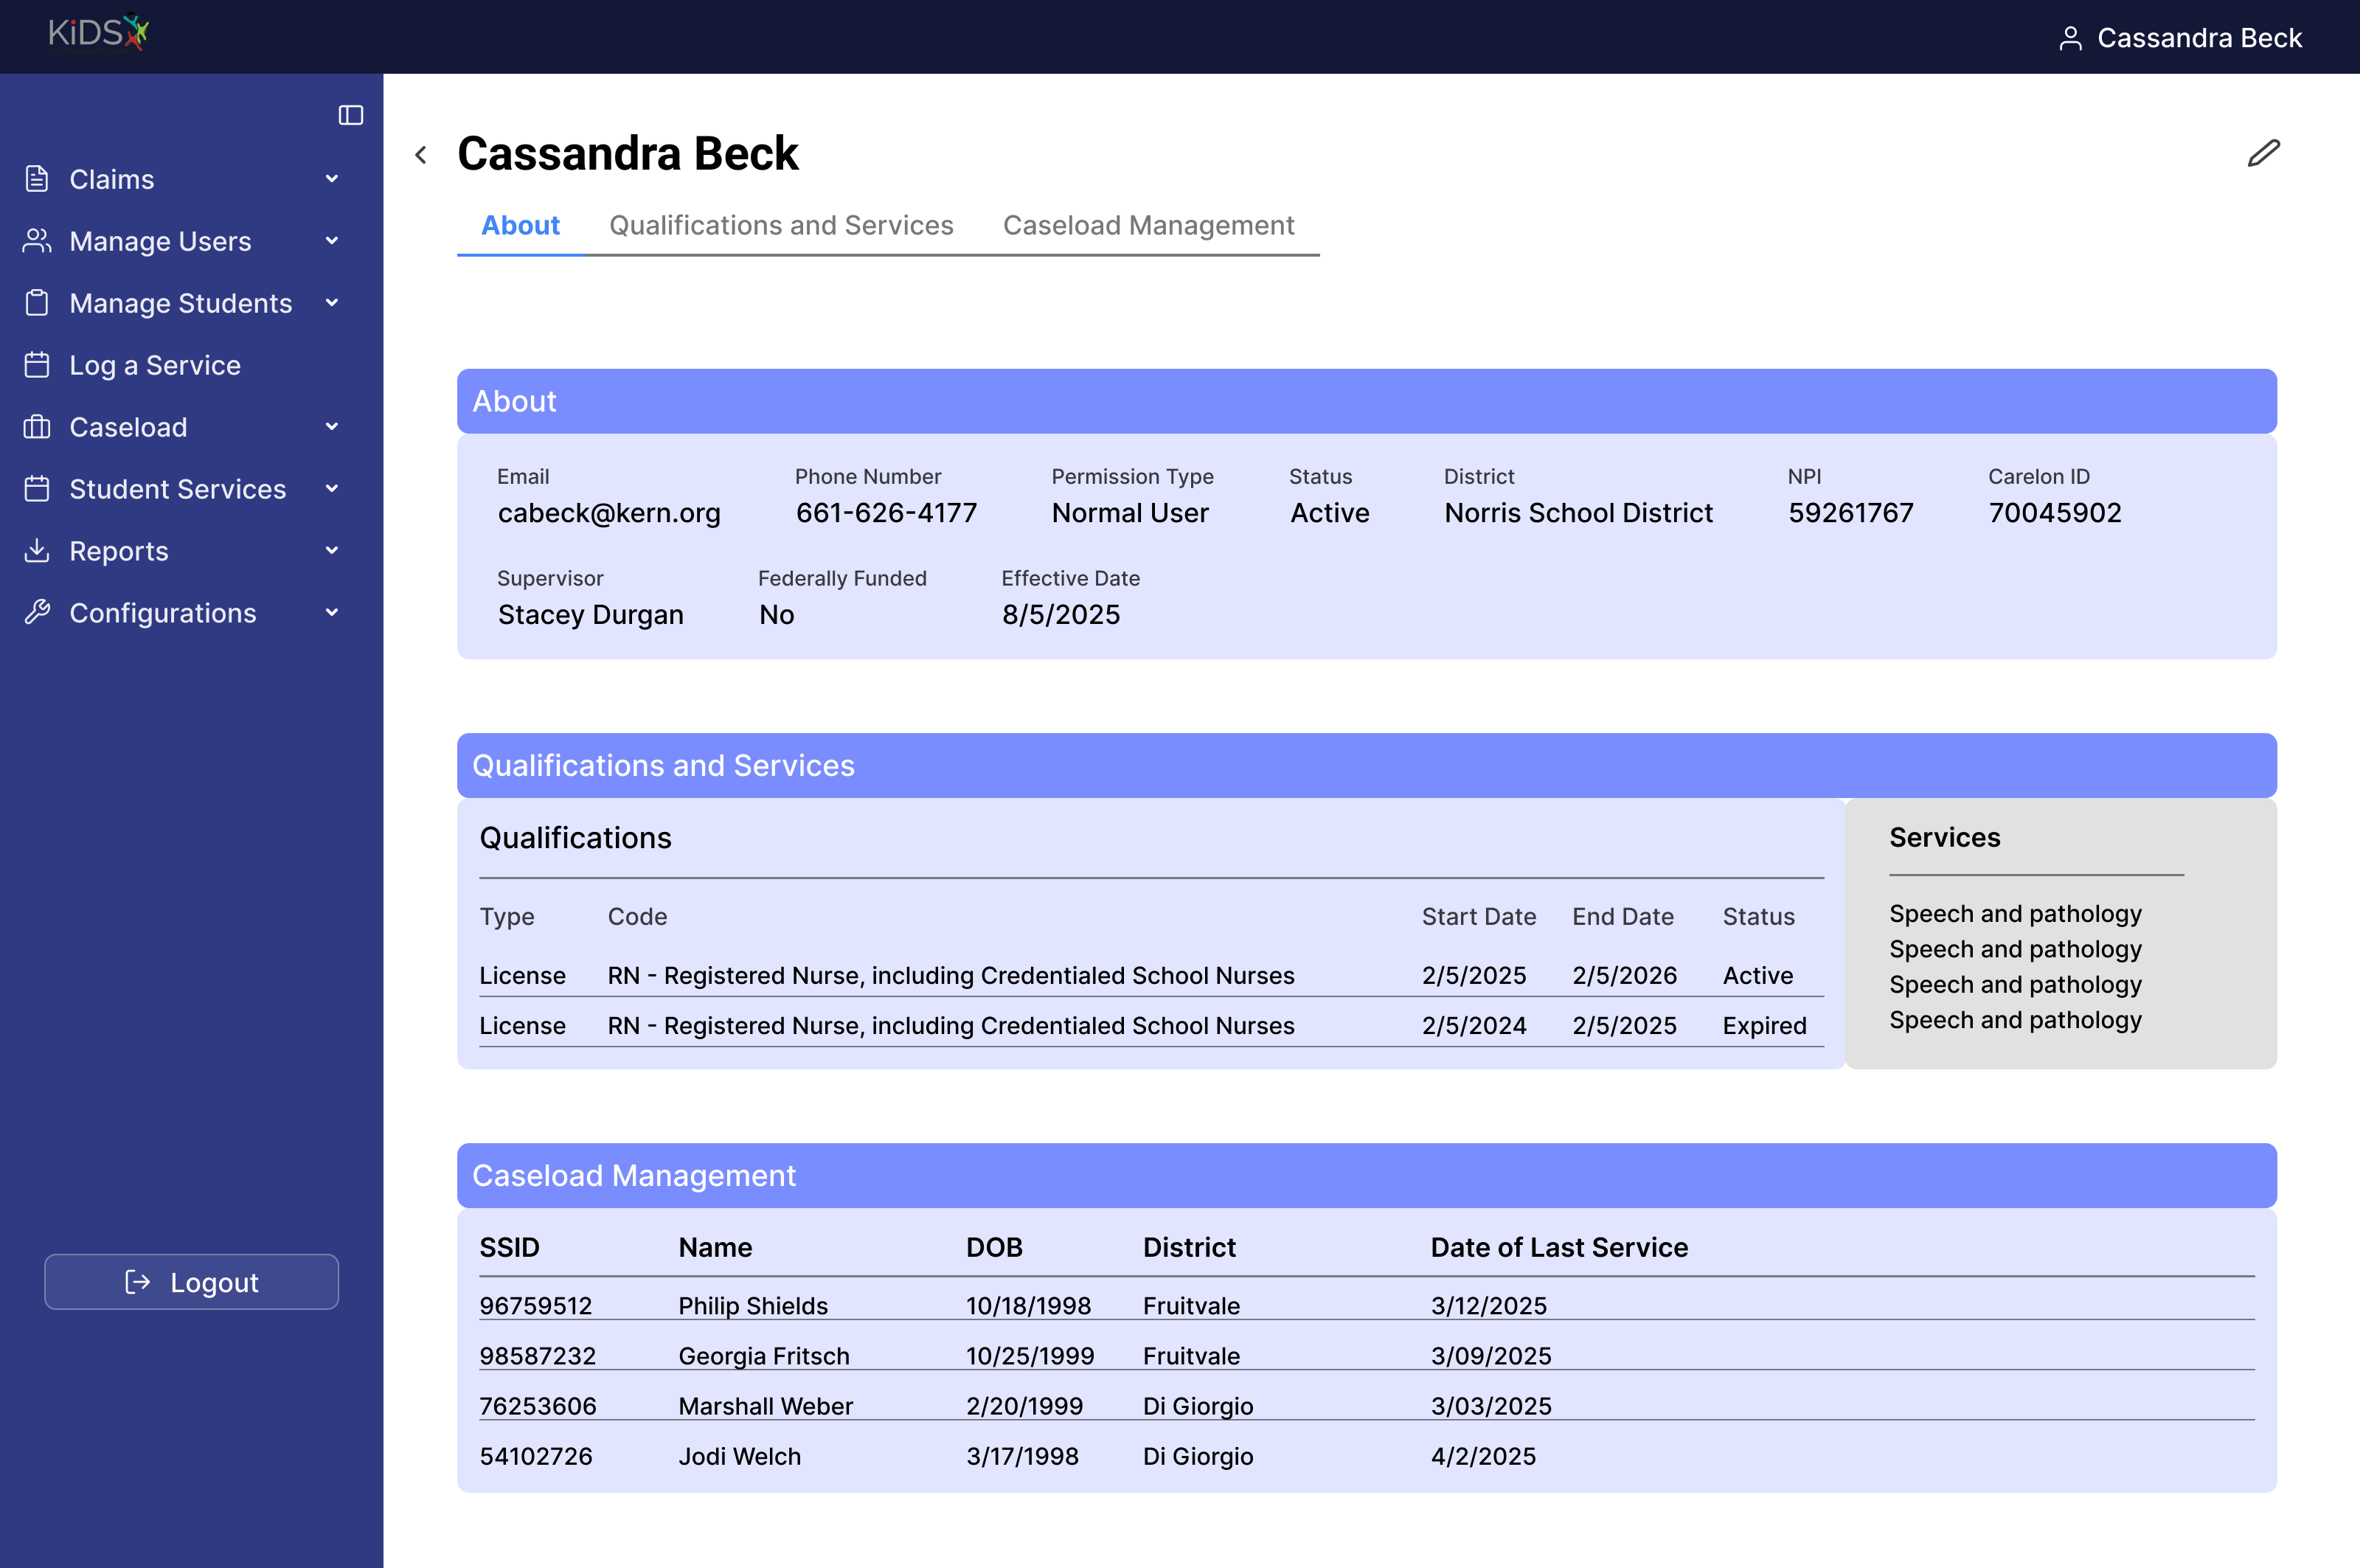 KiDS
Cassandra Beck
Claims
Manage Users
Manage Students
Log a Service
Caseload
Student Services
Reports
Configurations
Logout
Cassandra Beck
About Qualifications and Services Caseload Management
About
Email Phone Number Permission Type Status District NPI Carelon ID
cabeck@kern.org 661-626-4177 Normal User Active Norris School District 59261767 70045902
Supervisor Federally Funded Effective Date
Stacey Durgan No 8/5/2025
Qualifications and Services
Qualifications
Type Code Start Date End Date Status
License RN - Registered Nurse, including Credentialed School Nurses 2/5/2025 2/5/2026 Active
License RN - Registered Nurse, including Credentialed School Nurses 2/5/2024 2/5/2025 Expired
Services
Speech and pathology
Speech and pathology
Speech and pathology
Speech and pathology
Caseload Management
SSID Name DOB District Date of Last Service
96759512 Philip Shields 10/18/1998 Fruitvale 3/12/2025
98587232 Georgia Fritsch 10/25/1999 Fruitvale 3/09/2025
76253606 Marshall Weber 2/20/1999 Di Giorgio 3/03/2025
54102726 Jodi Welch 3/17/1998 Di Giorgio 4/2/2025